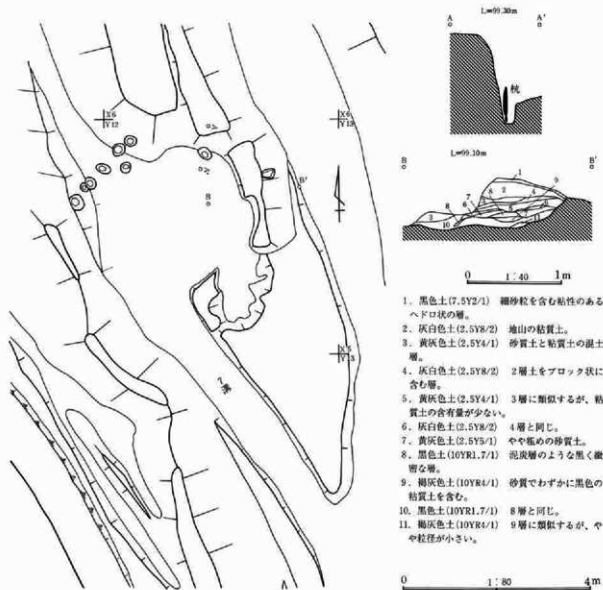 L=99.30m
A
A'
杭
L=99.10m
B
B'
1
2
3
4
5
6
7
8
9
10
11
0 1:40 1m
1. 黒色土(7.5Y2/1) 細砂粒を含む粘性のある
ヘドロ状の層。
2. 灰白色土(2.5Y8/2) 地山の粘質土。
3. 黄灰色土(2.5Y4/1) 砂質土と粘質土の混土
層。
4. 灰白色土(2.5Y8/2) 2層土をブロック状に
含む層。
5. 黄灰色土(2.5Y4/1) 3層に類似するが、粘
質土の含有量が少ない。
6. 灰白色土(2.5Y8/2) 4層と同じ。
7. 黄灰色土(2.5Y5/1) やや粗めの砂質土。
8. 黒色土(10YR1.7/1) 泥炭層のような黒く緻
密な層。
9. 褐灰色土(10YR4/1) 砂質でわずかに黒色の
粘質土を含む。
10. 黒色土(10YR1.7/1) 8層と同じ。
11. 褐灰色土(10YR4/1) 9層に類似するが、や
や粒径が小さい。
0 1:80 4m
X6
Y12
X6
Y13
A
A'
B
B'
X5
Y13
7溝